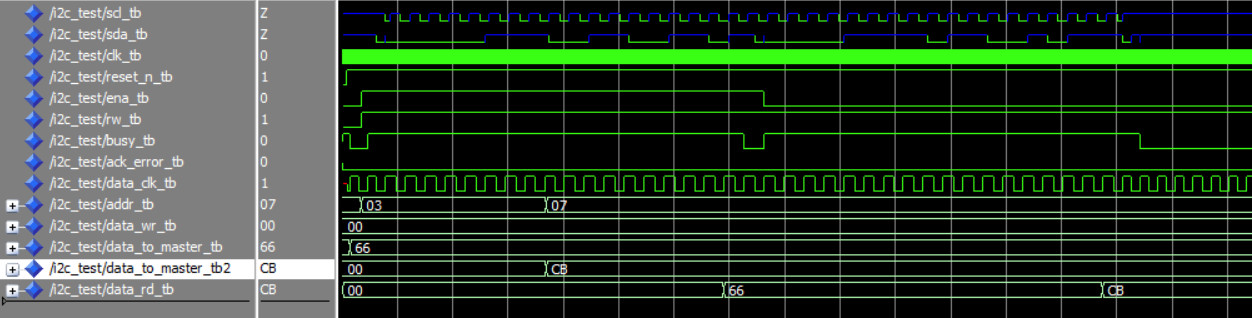 /i2c_test/scl_tb Z
/i2c_test/sda_tb Z
/i2c_test/clk_tb 0
/i2c_test/reset_n_tb 1
/i2c_test/ena_tb 0
/i2c_test/rw_tb 1
/i2c_test/busy_tb 0
/i2c_test/ack_error_tb 0
/i2c_test/data_clk_tb 1
/i2c_test/addr_tb 07 03 07
/i2c_test/data_wr_tb 00 00
/i2c_test/data_to_master_tb 66 66
/i2c_test/data_to_master_tb2 CB 00 CB
/i2c_test/data_rd_tb CB 00 66 CB